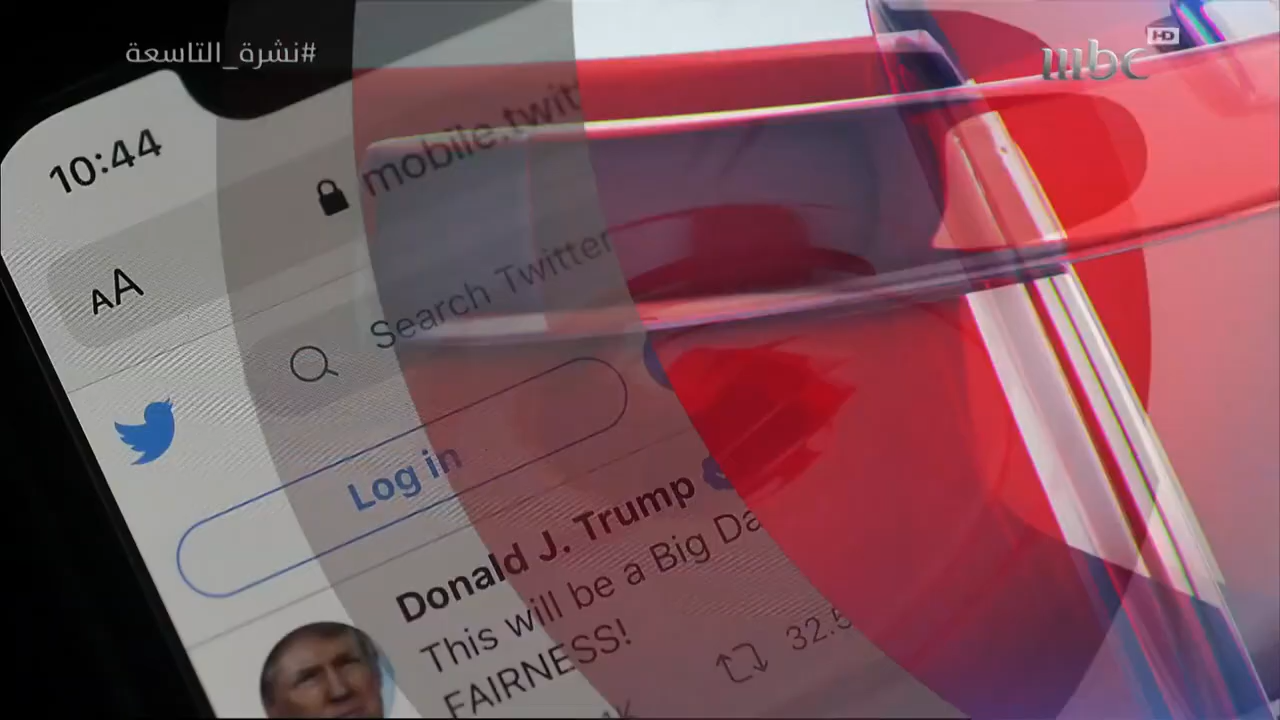 #نشرة_التاسعة
mbc HD
10:44
mobile.twit
AA
Search Twitter
Log in
Donald J. Trump
This will be a Big Da
FAIRNESS!
32.5